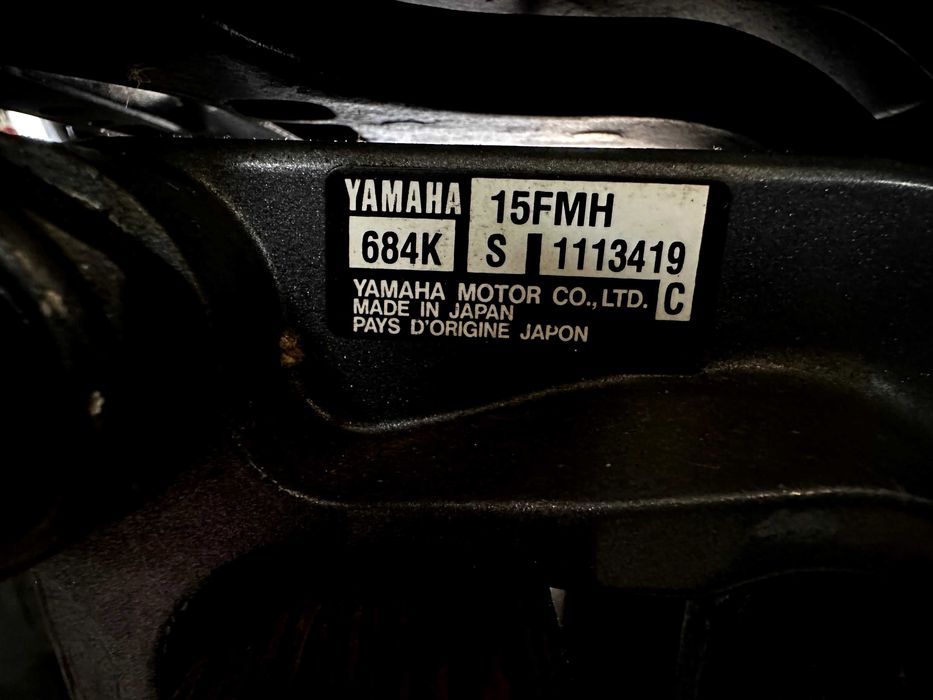 YAMAHA 15FMH
684K S 1113419
YAMAHA MOTOR CO.,LTD. C
MADE IN JAPAN
PAYS D'ORIGINE JAPON